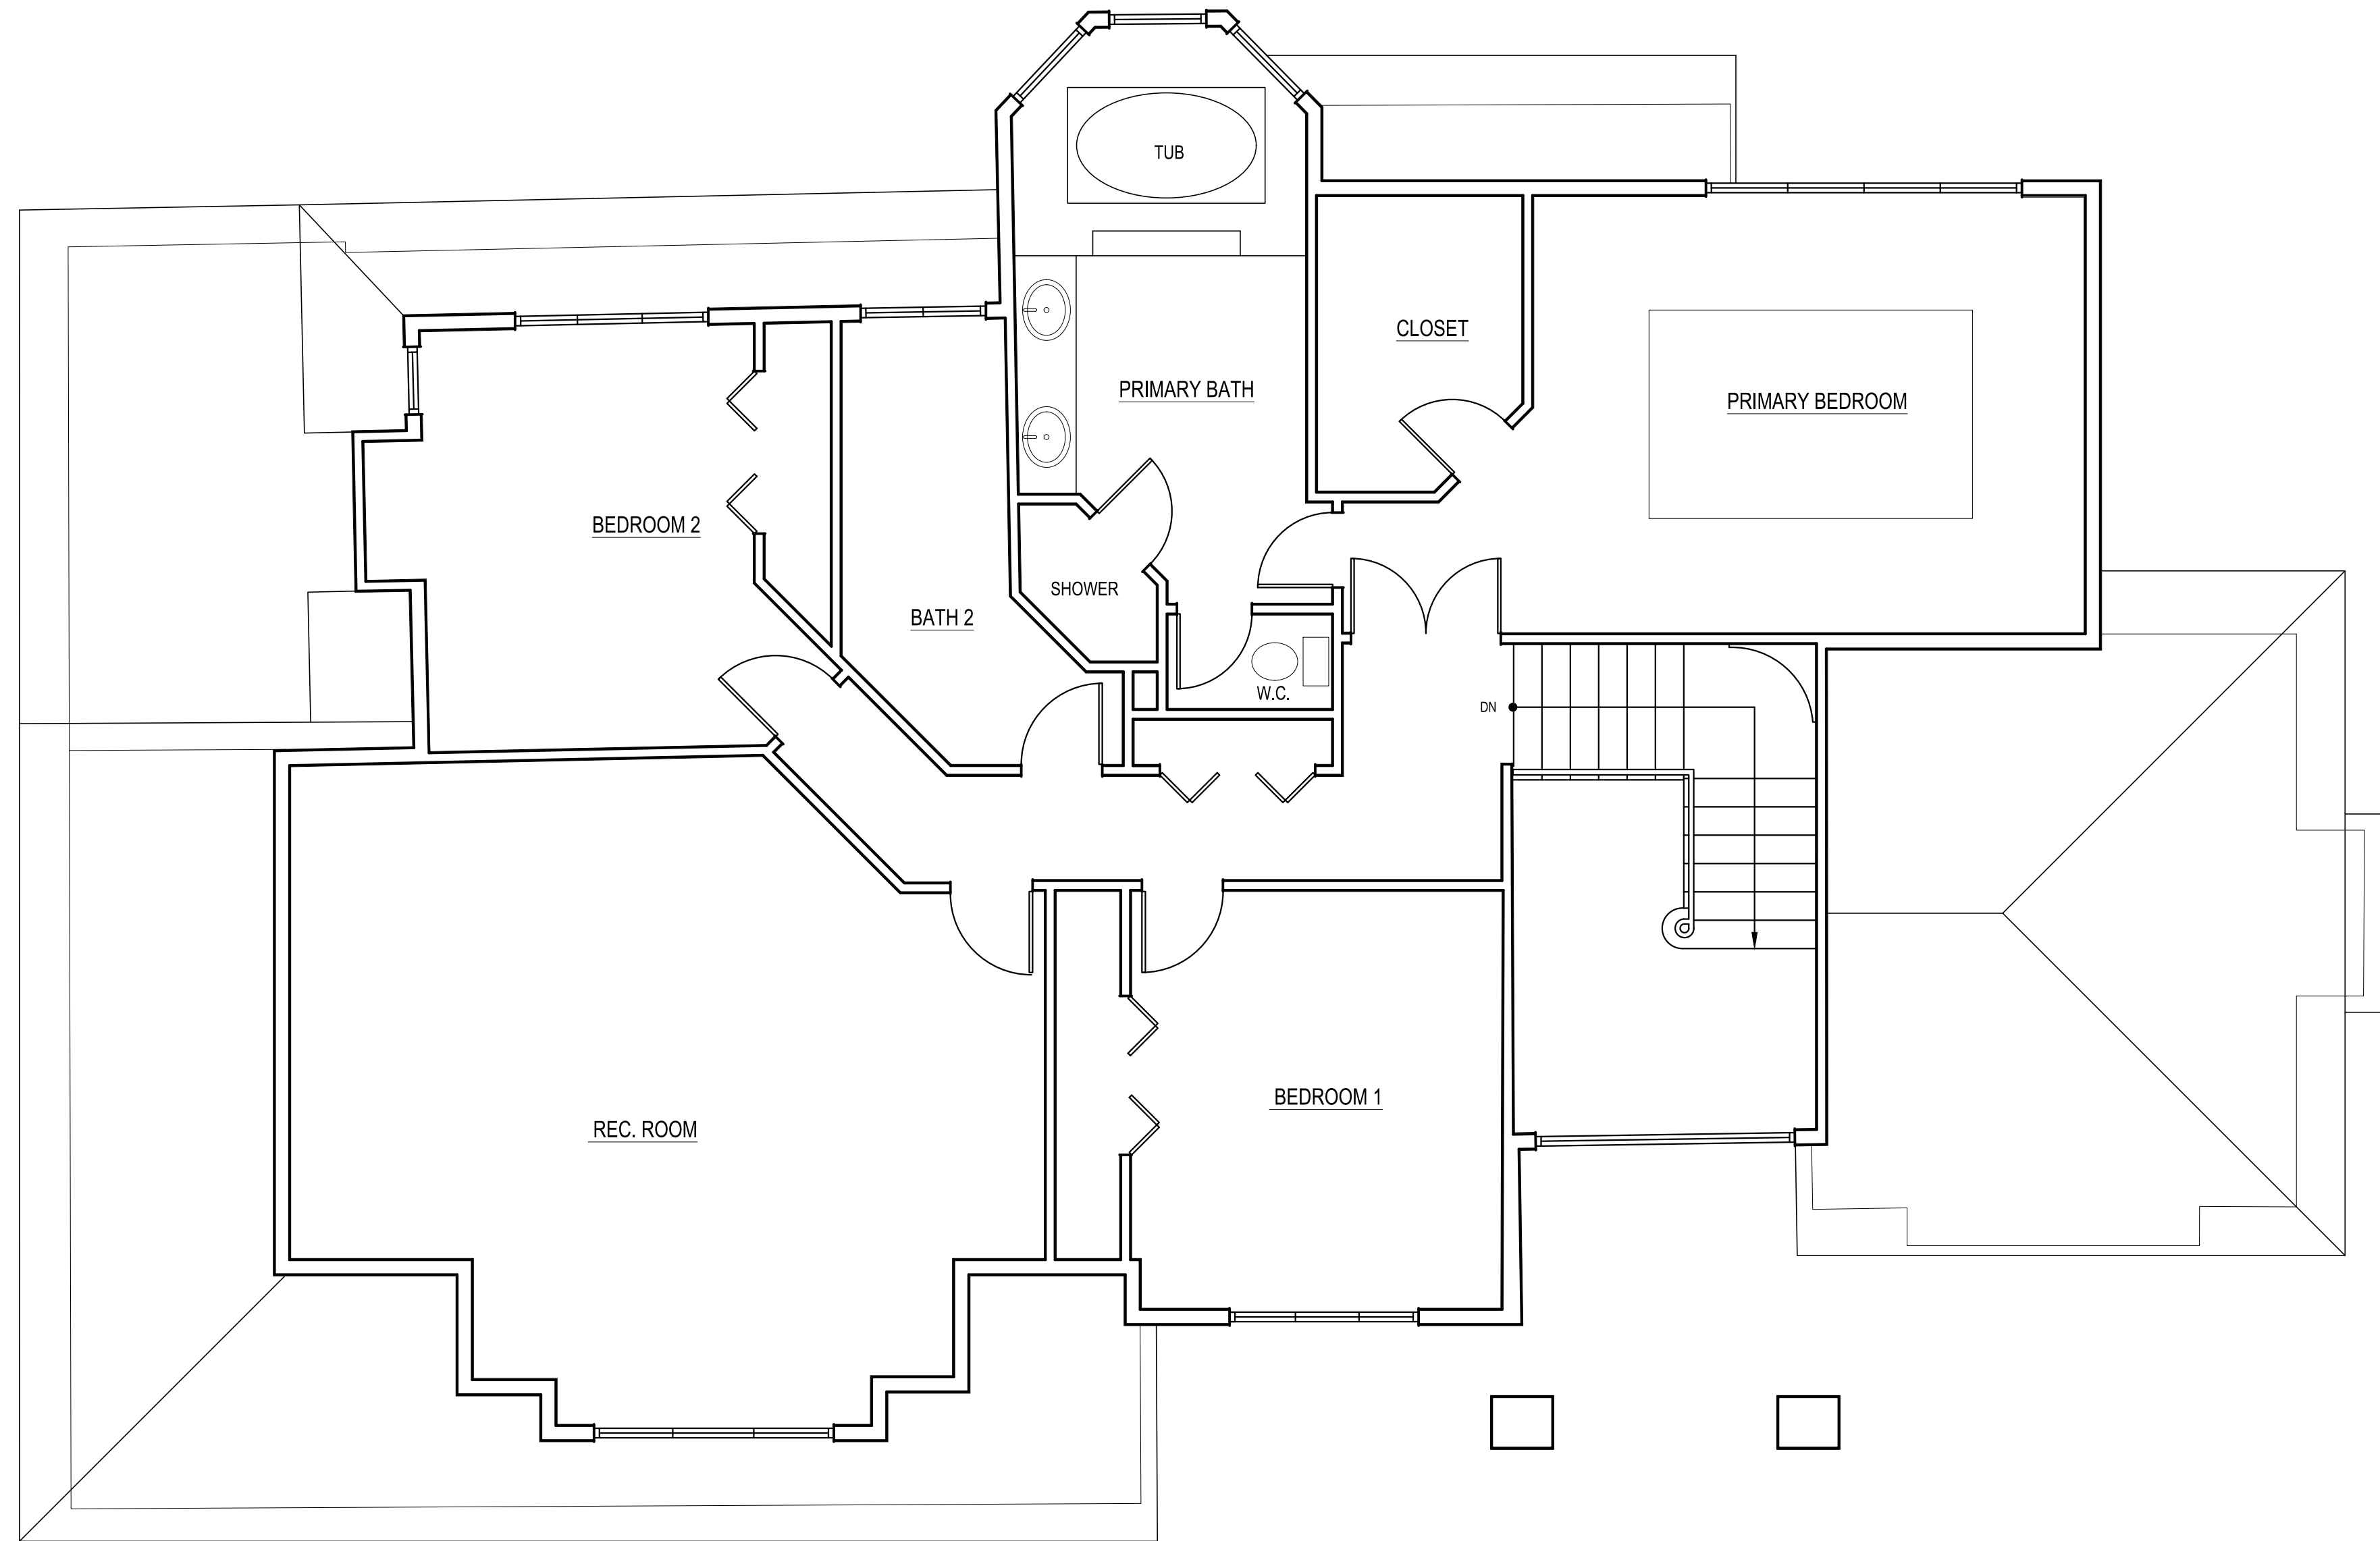 TUB
CLOSET
PRIMARY BATH
PRIMARY BEDROOM
BEDROOM 2
SHOWER
BATH 2
W.C.
DN
BEDROOM 1
REC. ROOM